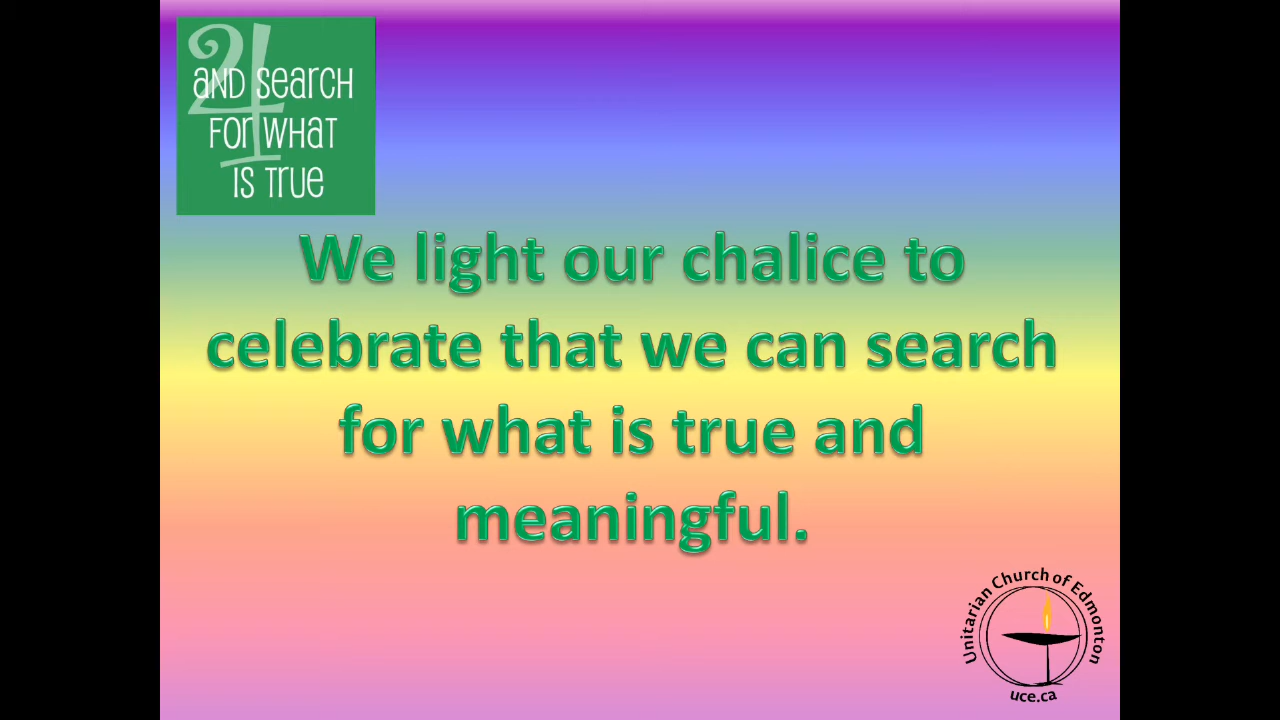 4
AND SEARCH
FOR WHAT
IS TRUE
We light our chalice to
celebrate that we can search
for what is true and
meaningful.
Unitarian Church of Edmonton
uce.ca